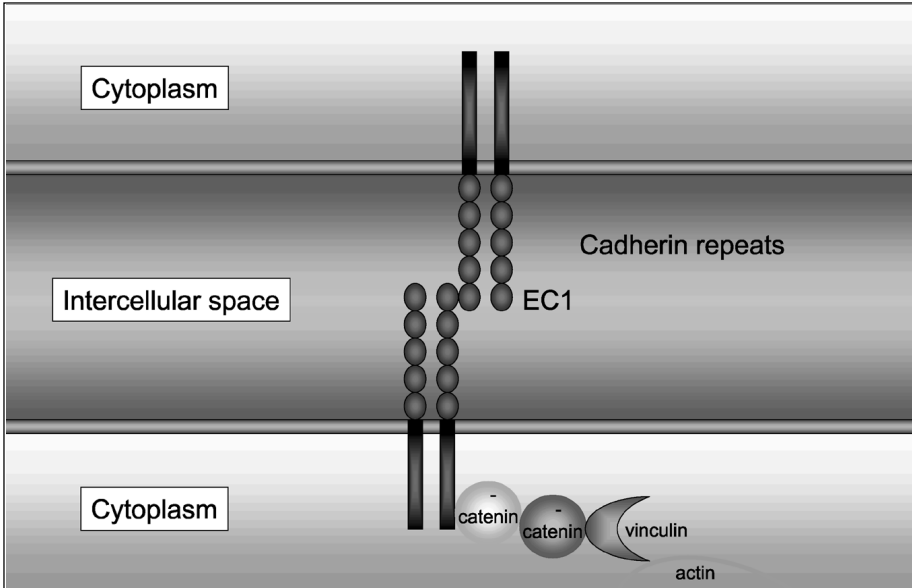 Cytoplasm
Cadherin repeats
Intercellular space
EC1
Cytoplasm
-
catenin
-
catenin
vinculin
actin